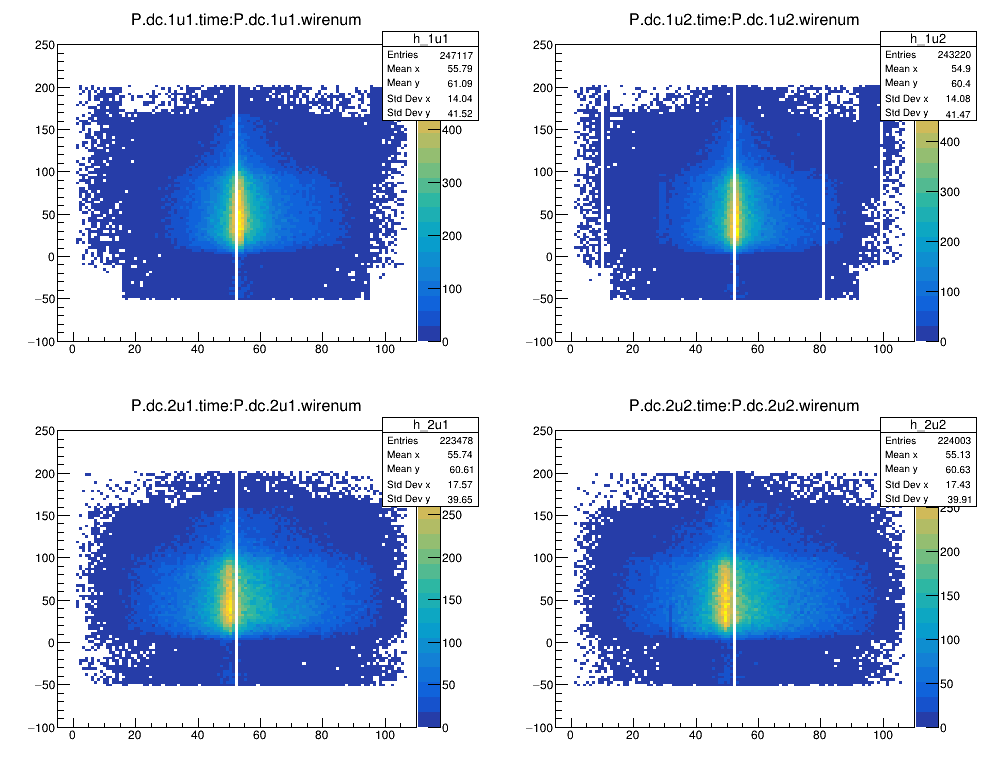 P.dc.1u1.time:P.dc.1u1.wirenum
h_1u1
Entries 247117
Mean x 55.79
Mean y 61.09
Std Dev x 14.04
Std Dev y 41.52
250
200
150
100
50
0
−50
−100
0 20 40 60 80 100
400
300
200
100
0
P.dc.1u2.time:P.dc.1u2.wirenum
h_1u2
Entries 243220
Mean x 54.9
Mean y 60.4
Std Dev x 14.08
Std Dev y 41.47
250
200
150
100
50
0
−50
−100
0 20 40 60 80 100
400
300
200
100
0
P.dc.2u1.time:P.dc.2u1.wirenum
h_2u1
Entries 223478
Mean x 55.74
Mean y 60.61
Std Dev x 17.57
Std Dev y 39.65
250
200
150
100
50
0
−50
−100
0 20 40 60 80 100
250
200
150
100
50
0
P.dc.2u2.time:P.dc.2u2.wirenum
h_2u2
Entries 224003
Mean x 55.13
Mean y 60.63
Std Dev x 17.43
Std Dev y 39.91
250
200
150
100
50
0
−50
−100
0 20 40 60 80 100
250
200
150
100
50
0